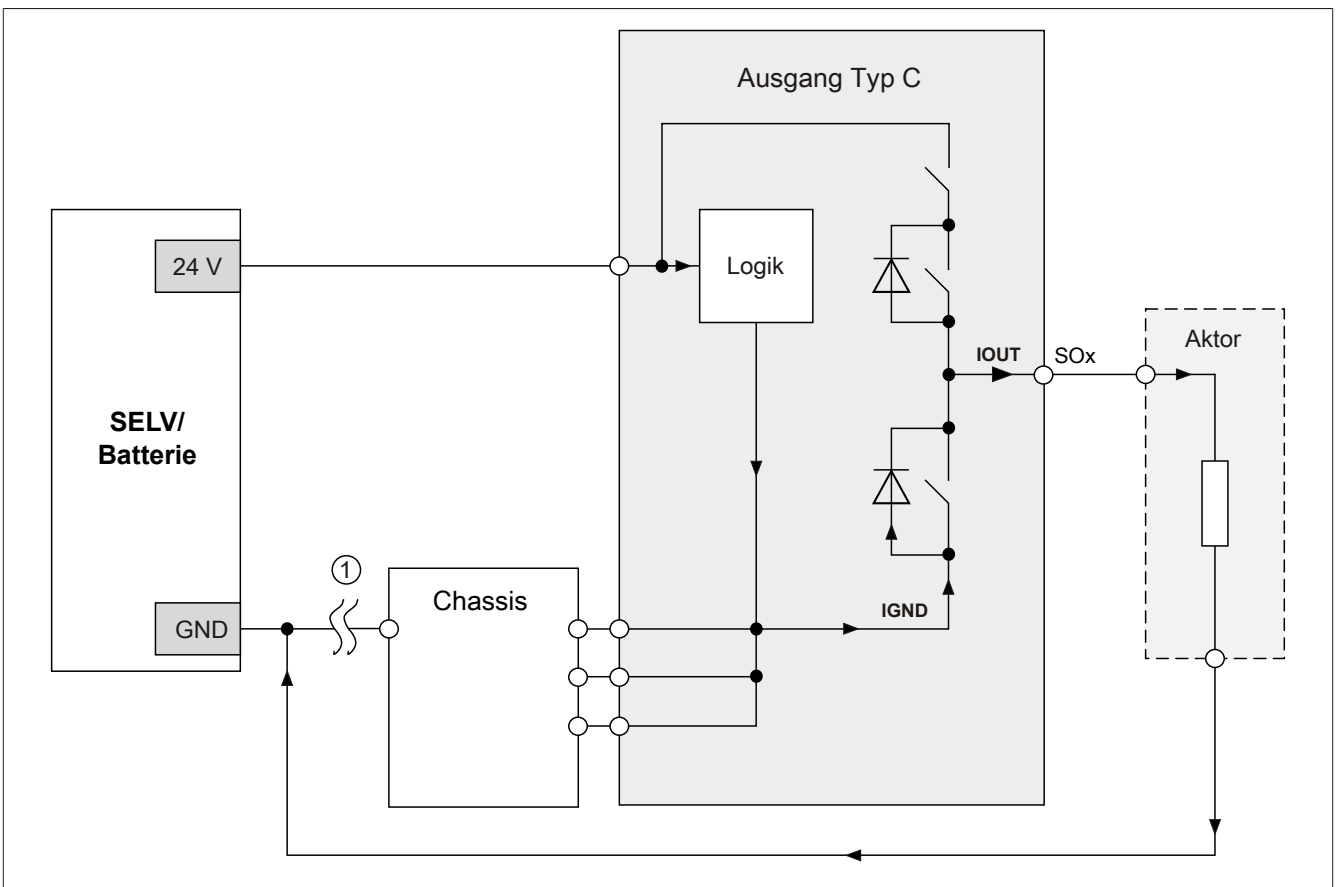 Ausgang Typ C
24 V
Logik
SELV/
Batterie
IOUT
SOx
Aktor
①
Chassis
GND
IGND